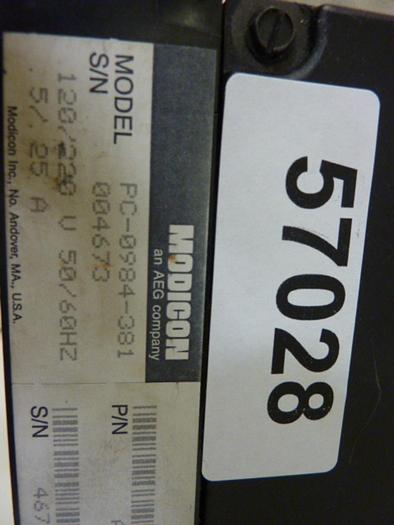 MODICON
an AEG company
MODEL PC-0984-381
S/N 004673
120/220 V 50/60HZ
.5/.25 A
Modicon Inc., No. Andover, MA., U.S.A.
P/N
S/N 467
57028